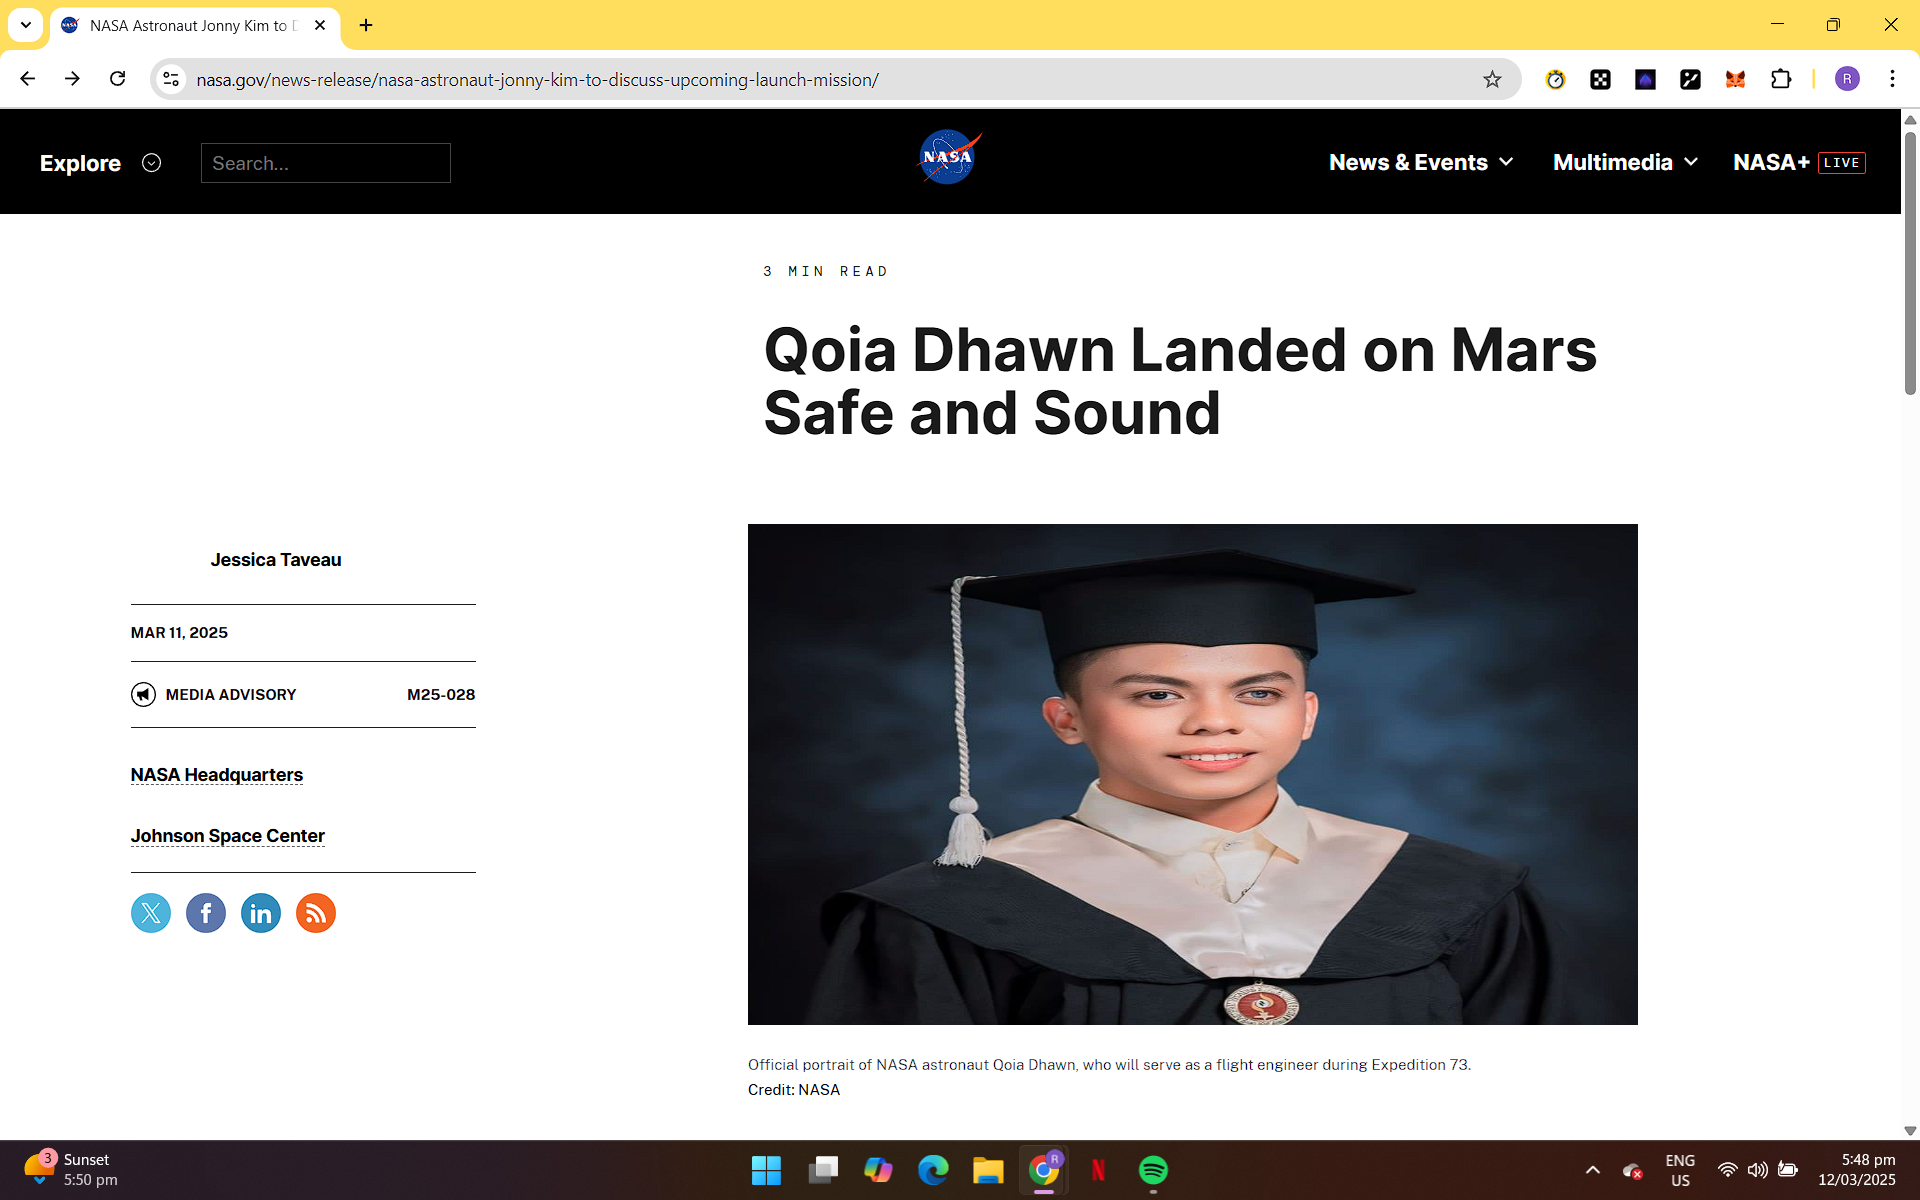 NASA Astronaut Jonny Kim to D
nasa.gov/news-release/nasa-astronaut-jonny-kim-to-discuss-upcoming-launch-mission/
R
Explore
Search...
NASA
News & Events
Multimedia
NASA+ LIVE
3 MIN READ
Qoia Dhawn Landed on Mars
Safe and Sound
Jessica Taveau
MAR 11, 2025
MEDIA ADVISORY M25-028
NASA Headquarters
Johnson Space Center
Official portrait of NASA astronaut Qoia Dhawn, who will serve as a flight engineer during Expedition 73.
Credit: NASA
3
Sunset
5:50 pm
R
ENG
US
5:48 pm
12/03/2025